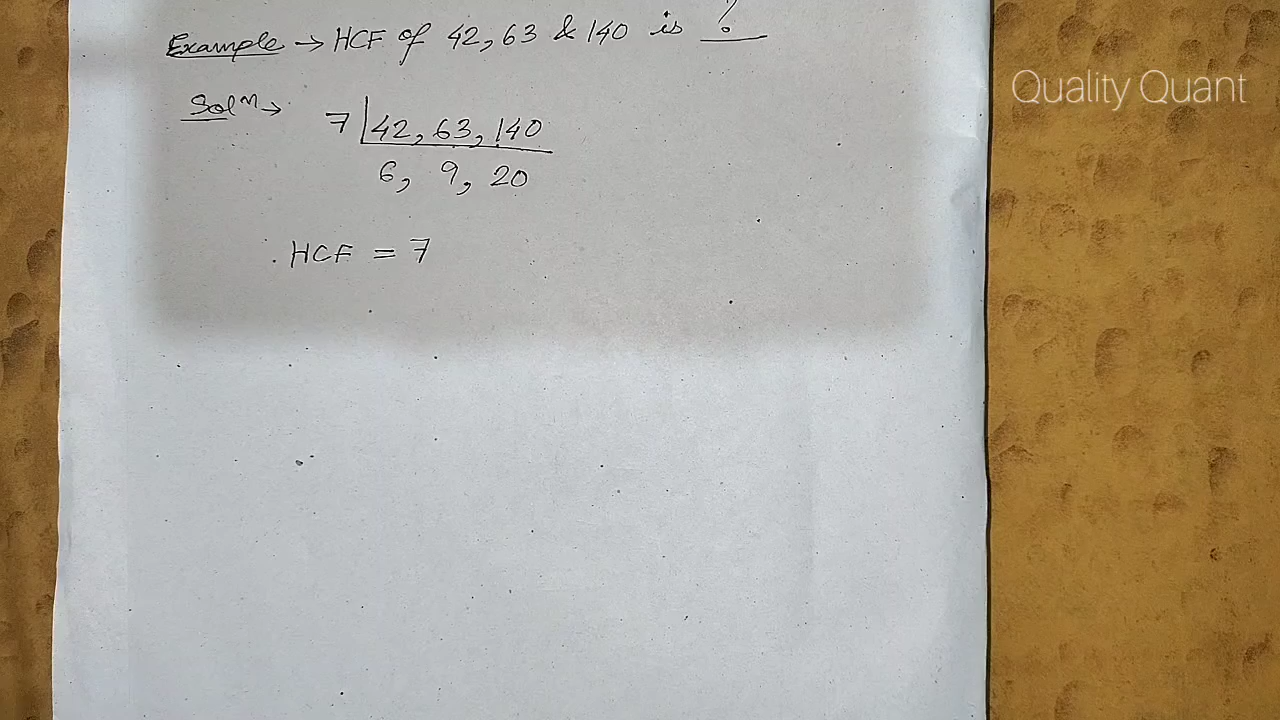 Example → HCF of 42, 63 & 140 is ?
Quality Quant
Solⁿ →
7 | 42, 63, 140
6, 9, 20
HCF = 7